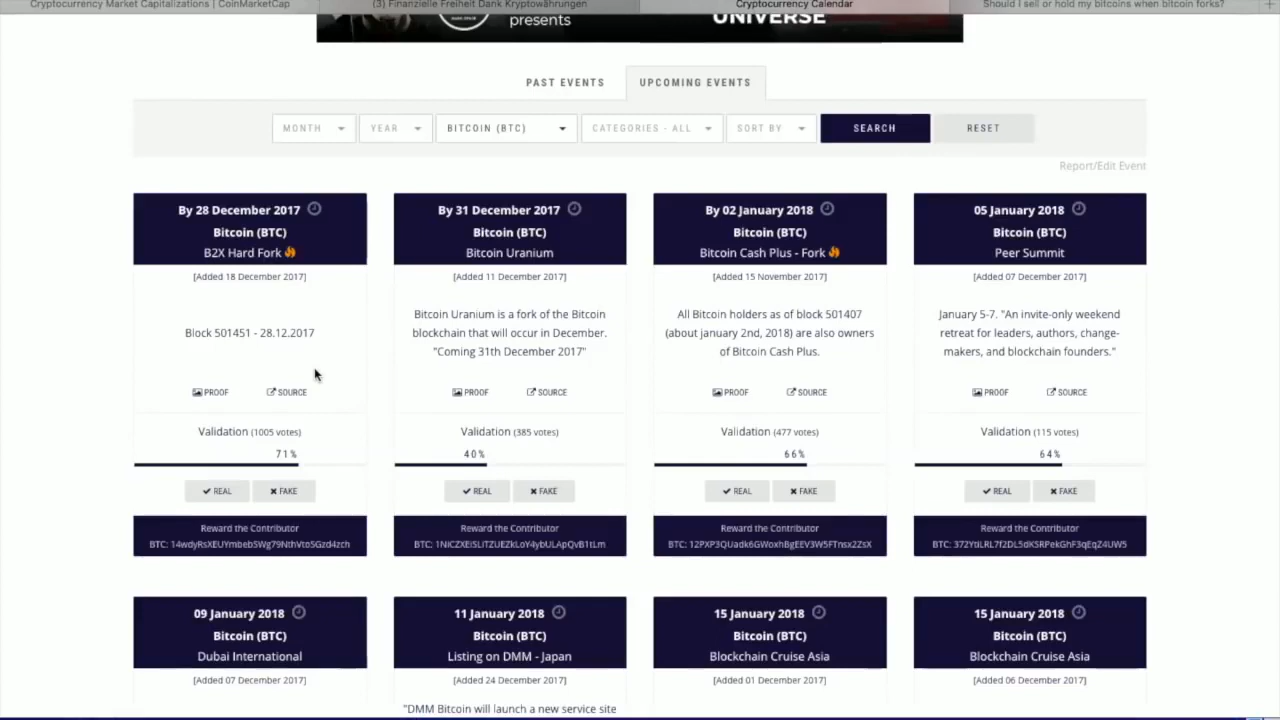 Cryptocurrency Market Capitalizations | CoinMarketCap
(3) Finanzielle Freiheit Dank Kryptowährungen
Cryptocurrency Calendar
Should I sell or hold my bitcoins when bitcoin forks?
presents
UNIVERSE
PAST EVENTS
UPCOMING EVENTS
MONTH
YEAR
BITCOIN (BTC)
CATEGORIES - ALL
SORT BY
SEARCH
RESET
Report/Edit Event
By 28 December 2017
Bitcoin (BTC)
B2X Hard Fork
[Added 18 December 2017]
Block 501451 - 28.12.2017
PROOF
SOURCE
Validation (1005 votes)
71%
REAL
FAKE
Reward the Contributor
BTC:
By 31 December 2017
Bitcoin (BTC)
Bitcoin Uranium
[Added 11 December 2017]
Bitcoin Uranium is a fork of the Bitcoin
blockchain that will occur in December.
"Coming 31th December 2017"
PROOF
SOURCE
Validation (385 votes)
40%
REAL
FAKE
Reward the Contributor
BTC:
By 02 January 2018
Bitcoin (BTC)
Bitcoin Cash Plus - Fork
[Added 15 November 2017]
All Bitcoin holders as of block 501407
(about january 2nd, 2018) are also owners
of Bitcoin Cash Plus.
PROOF
SOURCE
Validation (477 votes)
66%
REAL
FAKE
Reward the Contributor
BTC:
05 January 2018
Bitcoin (BTC)
Peer Summit
[Added 07 December 2017]
January 5-7. "An invite-only weekend
retreat for leaders, authors, change-
makers, and blockchain founders."
PROOF
SOURCE
Validation (115 votes)
64%
REAL
FAKE
Reward the Contributor
BTC:
09 January 2018
Bitcoin (BTC)
Dubai International
[Added 07 December 2017]
11 January 2018
Bitcoin (BTC)
Listing on DMM - Japan
[Added 24 December 2017]
"DMM Bitcoin will launch a new service site
15 January 2018
Bitcoin (BTC)
Blockchain Cruise Asia
[Added 01 December 2017]
15 January 2018
Bitcoin (BTC)
Blockchain Cruise Asia
[Added 06 December 2017]